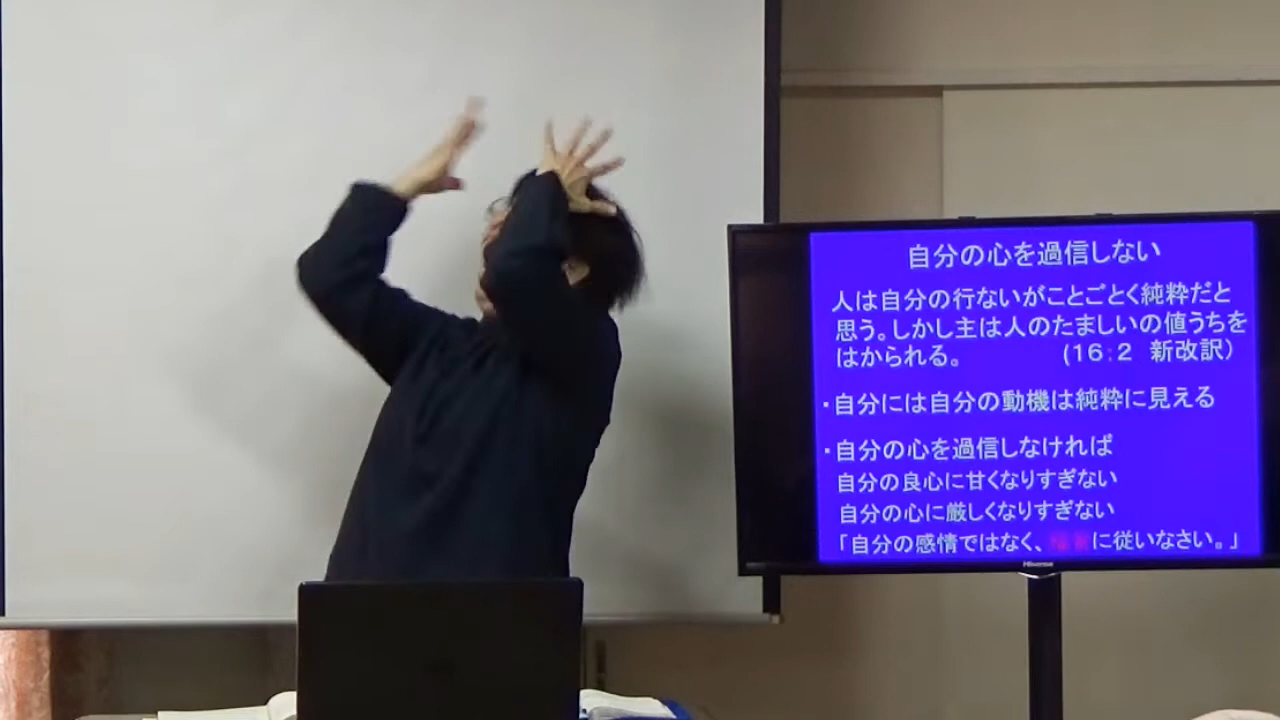 自分の心を過信しない
人は自分の行ないがことごとく純粋だと
思う。しかし主は人のたましいの値うちを
はかられる。 (16:2 新改訳)
・自分には自分の動機は純粋に見える
・自分の心を過信しなければ
自分の良心に甘くなりすぎない
自分の心に厳しくなりすぎない
「自分の感情ではなく、に従いなさい。」
Hisense